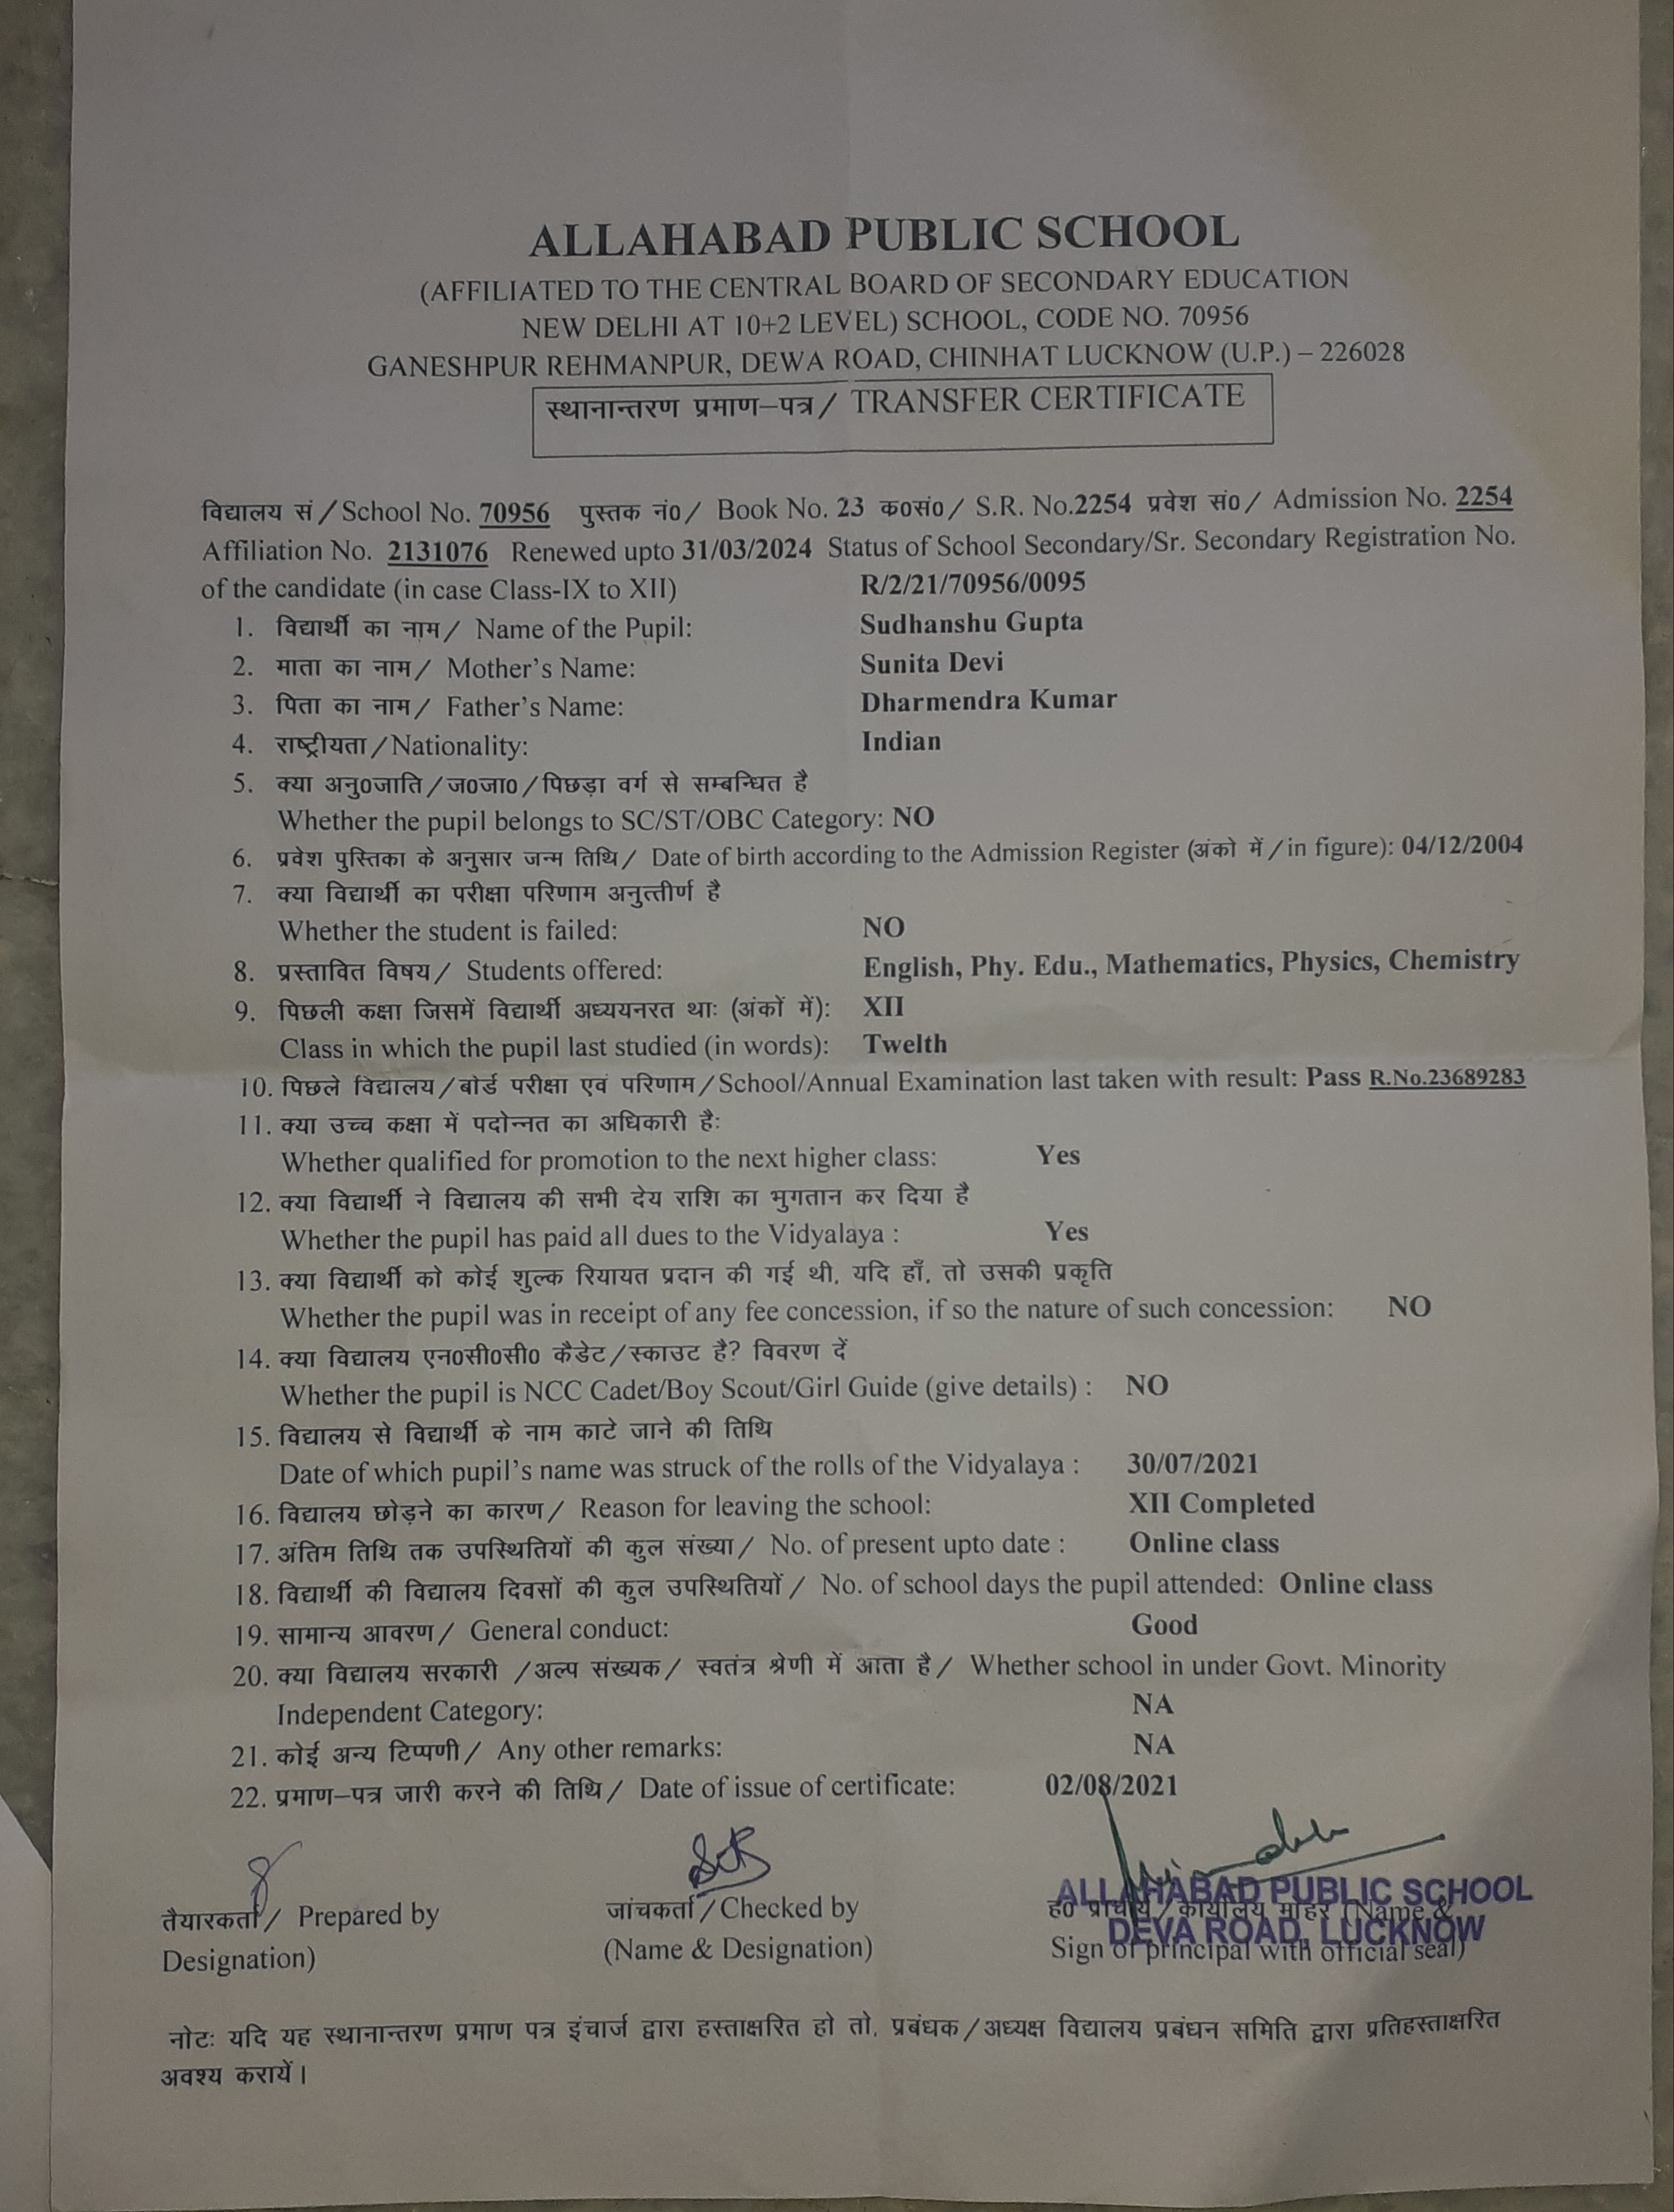 ALLAHABAD PUBLIC SCHOOL
(AFFILIATED TO THE CENTRAL BOARD OF SECONDARY EDUCATION
NEW DELHI AT 10+2 LEVEL) SCHOOL, CODE NO. 70956
GANESHPUR REHMANPUR, DEWA ROAD, CHINHAT LUCKNOW (U.P.) – 226028
स्थानान्तरण प्रमाण–पत्र / TRANSFER CERTIFICATE
विद्यालय सं / School No. 70956 पुस्तक नं0 / Book No. 23 क0सं0 / S.R. No.2254 प्रवेश सं0 / Admission No. 2254
Affiliation No. 2131076 Renewed upto 31/03/2024 Status of School Secondary/Sr. Secondary Registration No.
of the candidate (in case Class-IX to XII) R/2/21/70956/0095
1. विद्यार्थी का नाम / Name of the Pupil: Sudhanshu Gupta
2. माता का नाम / Mother's Name: Sunita Devi
3. पिता का नाम / Father's Name: Dharmendra Kumar
4. राष्ट्रीयता / Nationality: Indian
5. क्या अनु0जाति / ज0जा0 / पिछड़ा वर्ग से सम्बन्धित है
Whether the pupil belongs to SC/ST/OBC Category: NO
6. प्रवेश पुस्तिका के अनुसार जन्म तिथि / Date of birth according to the Admission Register (अंको में / in figure): 04/12/2004
7. क्या विद्यार्थी का परीक्षा परिणाम अनुत्तीर्ण है
Whether the student is failed: NO
8. प्रस्तावित विषय / Students offered: English, Phy. Edu., Mathematics, Physics, Chemistry
9. पिछली कक्षा जिसमें विद्यार्थी अध्ययनरत थाः (अंकों में): XII
Class in which the pupil last studied (in words): Twelth
10. पिछले विद्यालय / बोर्ड परीक्षा एवं परिणाम / School/Annual Examination last taken with result: Pass R.No.23689283
11. क्या उच्च कक्षा में पदोन्नत का अधिकारी हैः
Whether qualified for promotion to the next higher class: Yes
12. क्या विद्यार्थी ने विद्यालय की सभी देय राशि का भुगतान कर दिया है
Whether the pupil has paid all dues to the Vidyalaya : Yes
13. क्या विद्यार्थी को कोई शुल्क रियायत प्रदान की गई थी, यदि हाँ, तो उसकी प्रकृति
Whether the pupil was in receipt of any fee concession, if so the nature of such concession: NO
14. क्या विद्यालय एन0सी0सी0 कैडेट / स्काउट है? विवरण दें
Whether the pupil is NCC Cadet/Boy Scout/Girl Guide (give details) : NO
15. विद्यालय से विद्यार्थी के नाम काटे जाने की तिथि
Date of which pupil's name was struck of the rolls of the Vidyalaya : 30/07/2021
16. विद्यालय छोड़ने का कारण / Reason for leaving the school: XII Completed
17. अंतिम तिथि तक उपस्थितियों की कुल संख्या / No. of present upto date : Online class
18. विद्यार्थी की विद्यालय दिवसों की कुल उपस्थितियों / No. of school days the pupil attended: Online class
19. सामान्य आवरण / General conduct: Good
20. क्या विद्यालय सरकारी / अल्प संख्यक / स्वतंत्र श्रेणी में आता है / Whether school in under Govt. Minority
Independent Category: NA
21. कोई अन्य टिप्पणी / Any other remarks: NA
22. प्रमाण–पत्र जारी करने की तिथि / Date of issue of certificate: 02/08/2021
ALLAHABAD PUBLIC SCHOOL
DEVA ROAD, LUCKNOW
तैयारकर्ता / Prepared by जांचकर्ता / Checked by ह0 प्राचार्य / कार्यालय मोहर (Name &
Designation) (Name & Designation) Sign of principal with official seal)
नोटः यदि यह स्थानान्तरण प्रमाण पत्र इंचार्ज द्वारा हस्ताक्षरित हो तो, प्रबंधक / अध्यक्ष विद्यालय प्रबंधन समिति द्वारा प्रतिहस्ताक्षरित
अवश्य करायें।